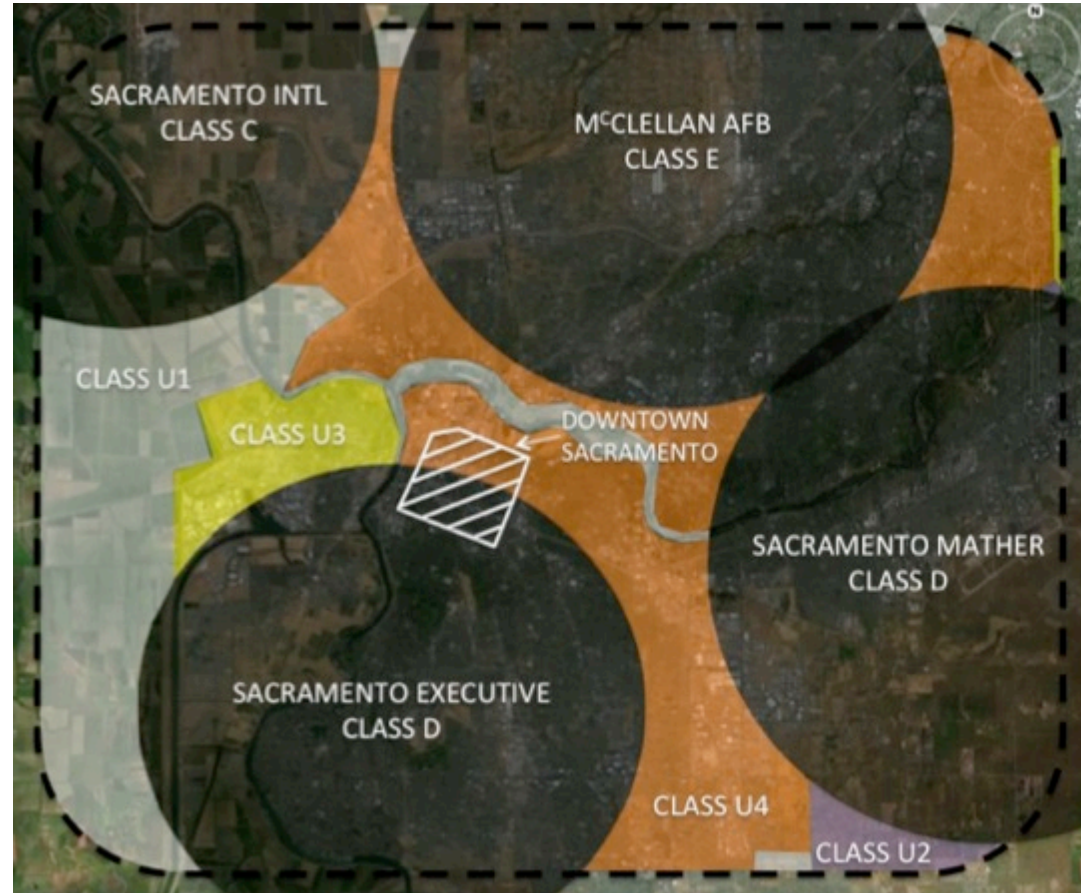 N
SACRAMENTO INTL
CLASS C
MᶜCLELLAN AFB
CLASS E
CLASS U1
CLASS U3
DOWNTOWN
SACRAMENTO
SACRAMENTO MATHER
CLASS D
SACRAMENTO EXECUTIVE
CLASS D
CLASS U4
CLASS U2